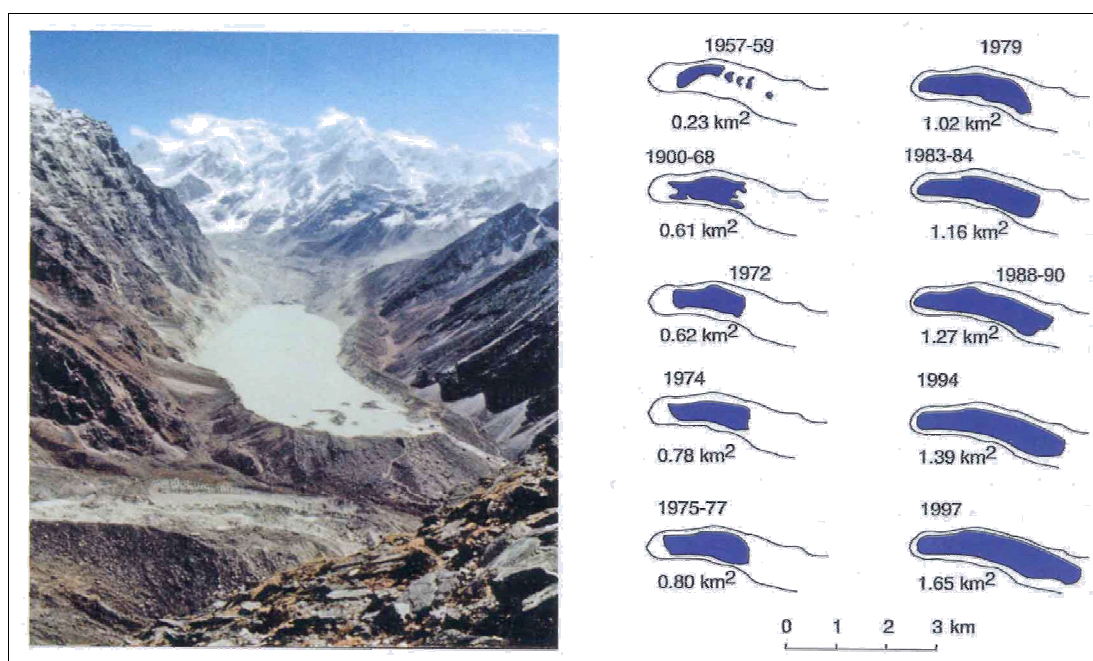 1957-59
0.23 km²
1900-68
0.61 km²
1972
0.62 km²
1974
0.78 km²
1975-77
0.80 km²
1979
1.02 km²
1983-84
1.16 km²
1988-90
1.27 km²
1994
1.39 km²
1997
1.65 km²
0 1 2 3 km